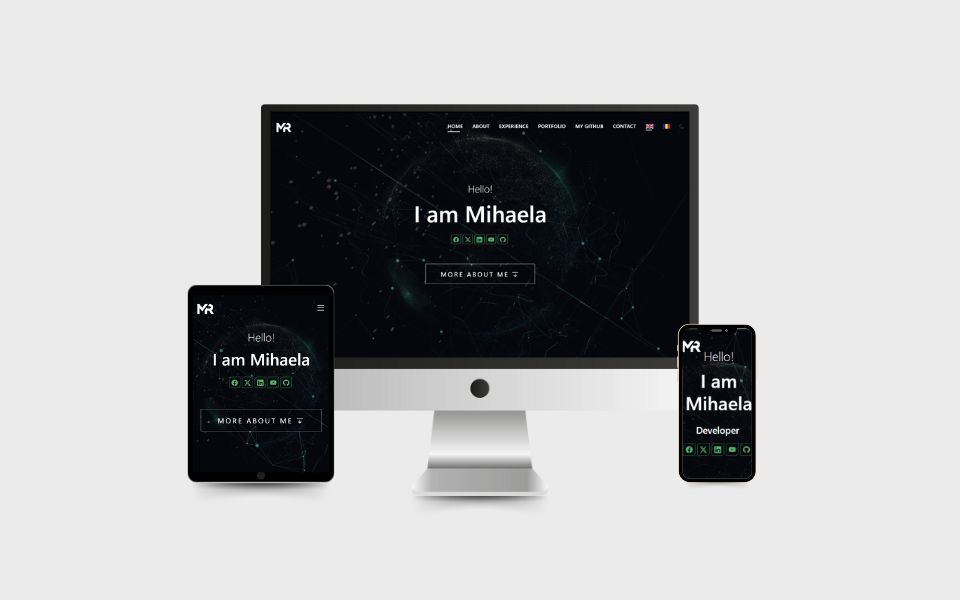 MR
HOME ABOUT EXPERIENCE PORTFOLIO MY GITHUB CONTACT
Hello!
I am Mihaela
MORE ABOUT ME
MR
Hello!
I am Mihaela
MORE ABOUT ME
MR
Hello!
I am
Mihaela
Developer